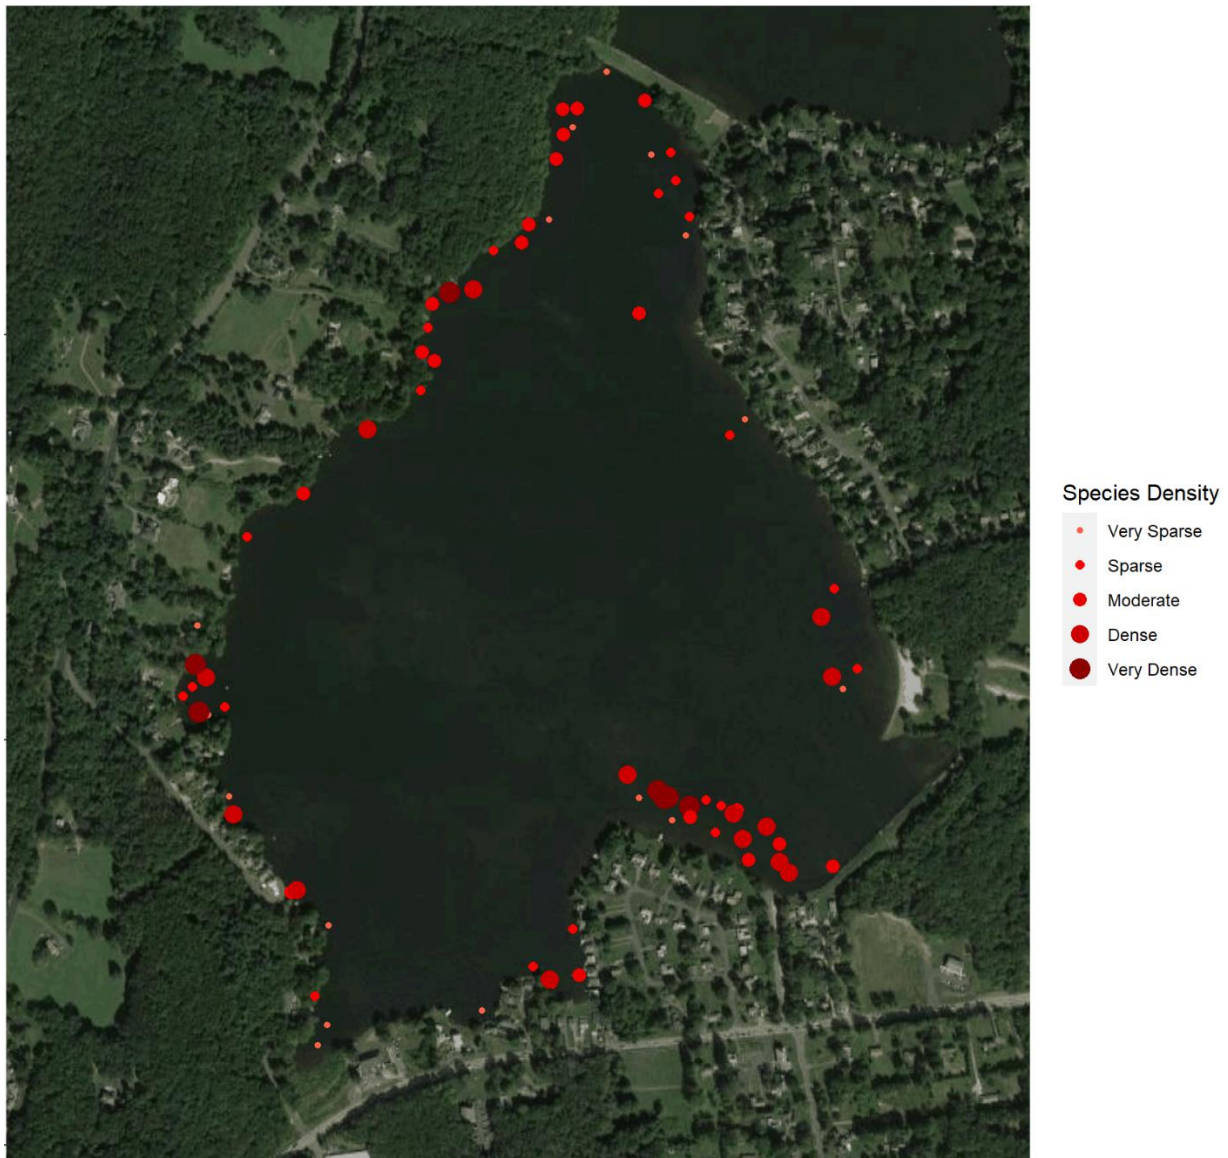 Species Density
Very Sparse
Sparse
Moderate
Dense
Very Dense